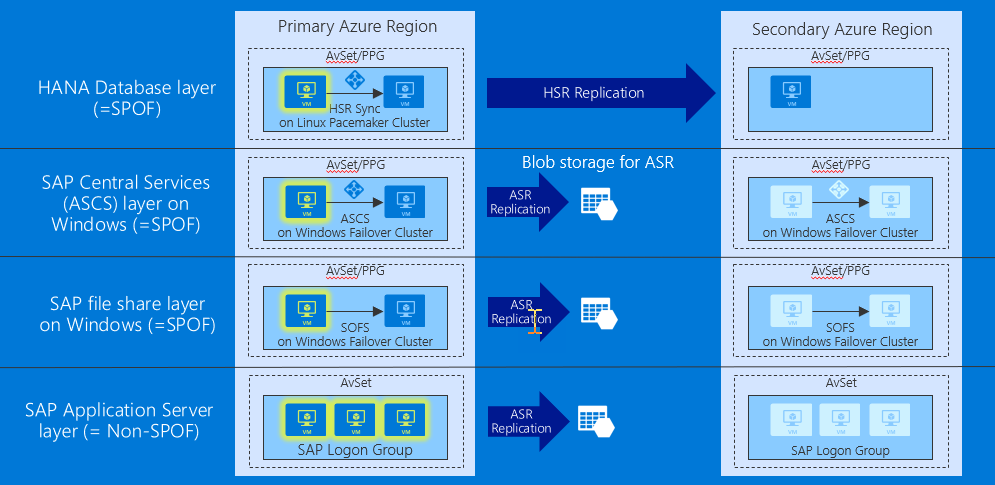 Primary Azure Region
Secondary Azure Region
HANA Database layer
(=SPOF)
AvSet/PPG
VM
HSR Sync
on Linux Pacemaker Cluster
HSR Replication
AvSet/PPG
VM
SAP Central Services
(ASCS) layer on
Windows (=SPOF)
AvSet/PPG
VM
VM
ASCS
on Windows Failover Cluster
Blob storage for ASR
ASR
Replication
AvSet/PPG
VM
VM
ASCS
on Windows Failover Cluster
SAP file share layer
on Windows (=SPOF)
AvSet/PPG
VM
VM
SOFS
on Windows Failover Cluster
ASR
Replication
AvSet/PPG
VM
VM
SOFS
on Windows Failover Cluster
SAP Application Server
layer (= Non-SPOF)
AvSet
VM
VM
VM
SAP Logon Group
ASR
Replication
AvSet
VM
VM
VM
SAP Logon Group